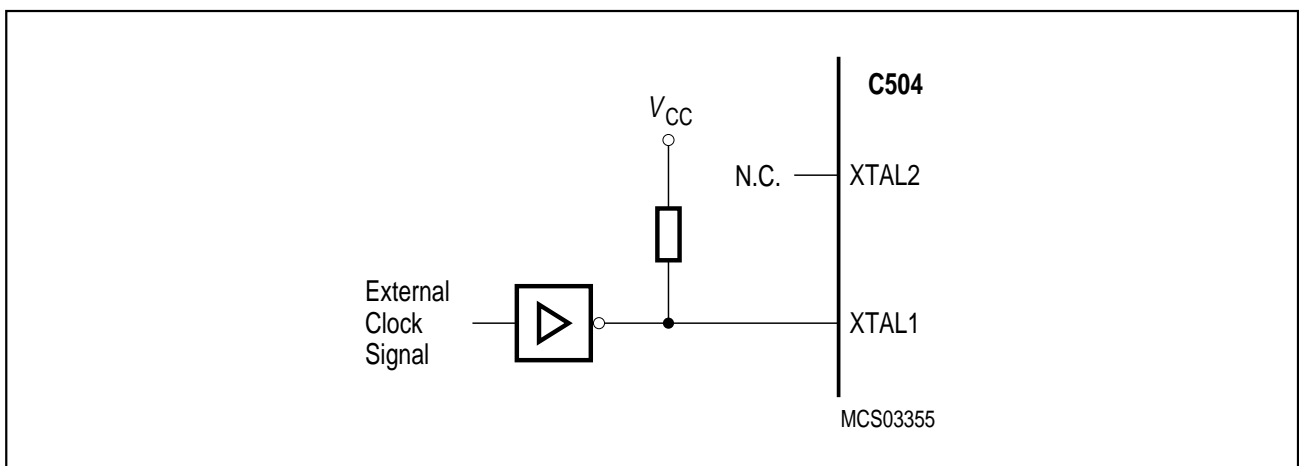 C504
VCC
N.C.
XTAL2
External
Clock
Signal
XTAL1
MCS03355